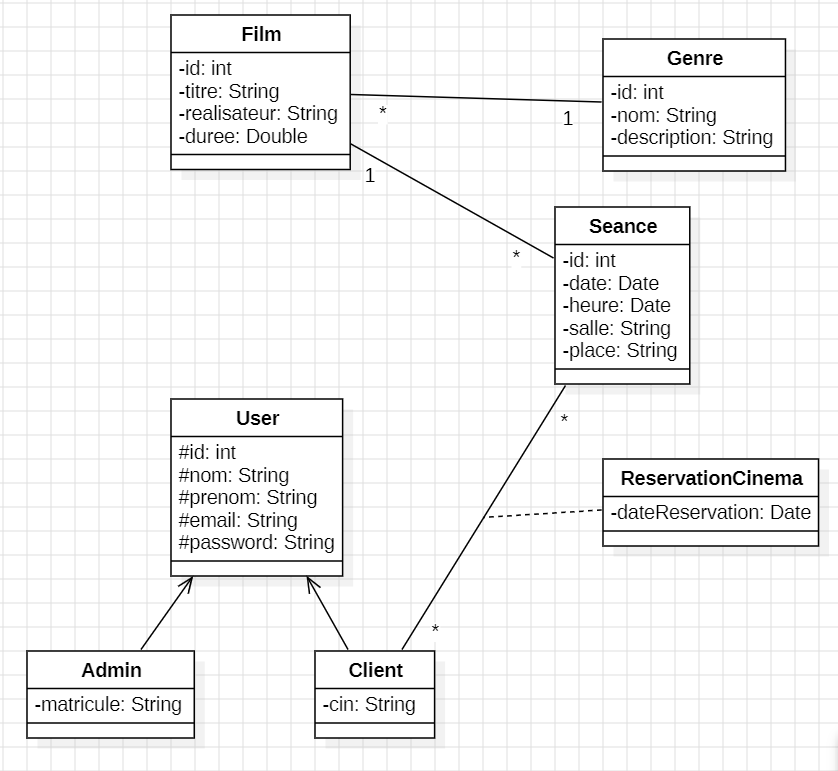 Film
-id: int
-titre: String
-realisateur: String
-duree: Double
*
1
Genre
-id: int
-nom: String
-description: String
1
*
Seance
-id: int
-date: Date
-heure: Date
-salle: String
-place: String
*
User
#id: int
#nom: String
#prenom: String
#email: String
#password: String
ReservationCinema
-dateReservation: Date
*
Admin
-matricule: String
Client
-cin: String